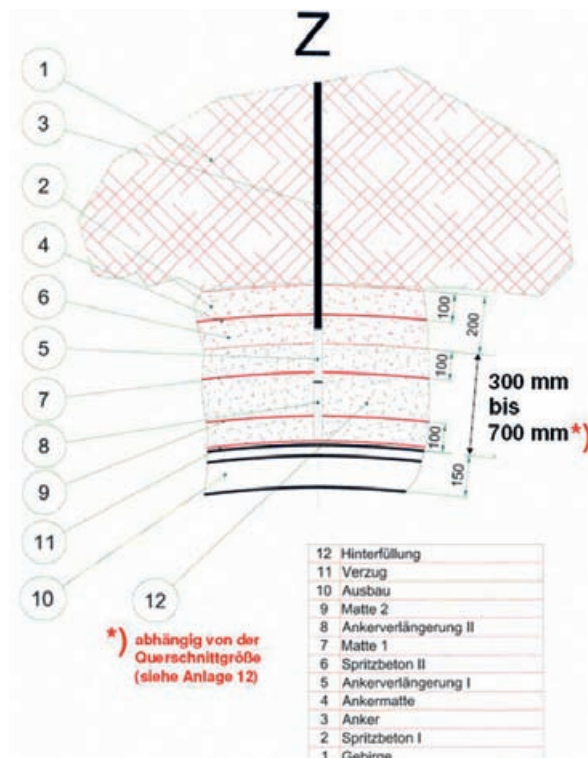 Z
1
3
2
4
6
5
7
8
9
11
10
12
100
200
100
300 mm
bis
700 mm*)
100
150
*) abhängig von der
Querschnittgröße
(siehe Anlage 12)
12 Hinterfüllung
11 Verzug
10 Ausbau
9 Matte 2
8 Ankerverlängerung II
7 Matte 1
6 Spritzbeton II
5 Ankerverlängerung I
4 Ankermatte
3 Anker
2 Spritzbeton I
1 Gebirge